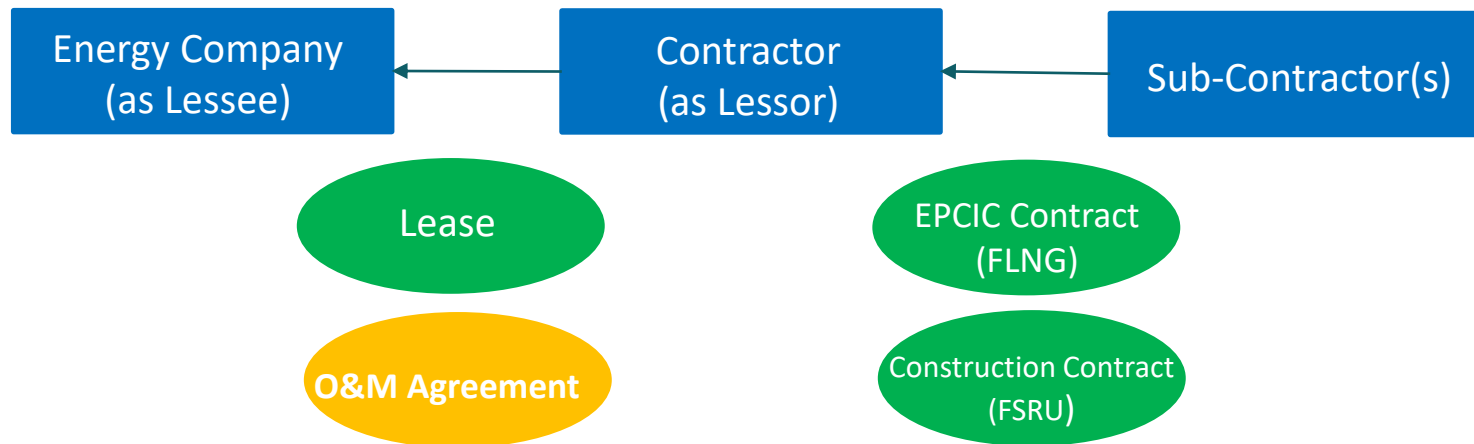 Energy Company
(as Lessee)
Contractor
(as Lessor)
Sub-Contractor(s)
Lease
EPCIC Contract
(FLNG)
O&M Agreement
Construction Contract
(FSRU)